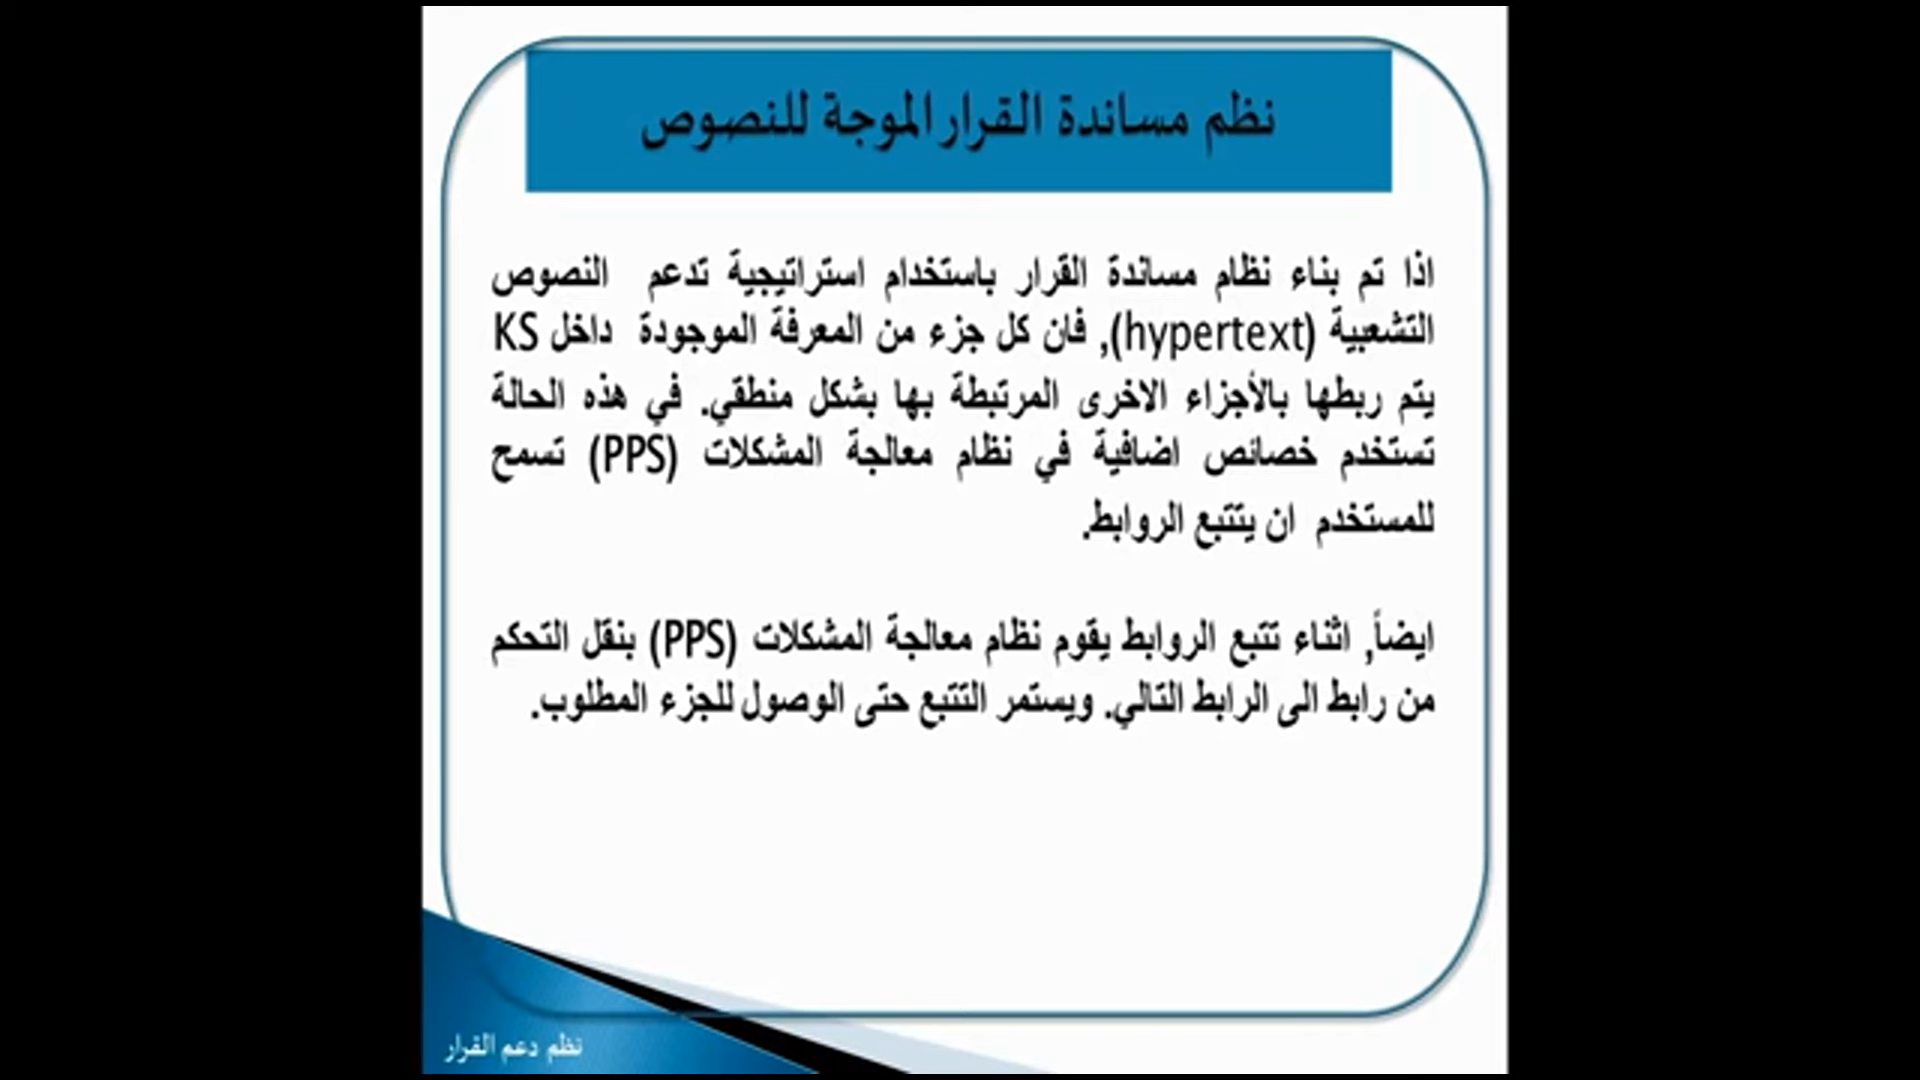 نظم مساندة القرار الموجة للنصوص
اذا تم بناء نظام مساندة القرار باستخدام استراتيجية تدعم النصوص
التشعبية (hypertext), فان كل جزء من المعرفة الموجودة داخل KS
يتم ربطها بالأجزاء الاخرى المرتبطة بها بشكل منطقي. في هذه الحالة
تستخدم خصائص اضافية في نظام معالجة المشكلات (PPS) تسمح
للمستخدم ان يتتبع الروابط.
ايضاً, اثناء تتبع الروابط يقوم نظام معالجة المشكلات (PPS) بنقل التحكم
من رابط الى الرابط التالي. ويستمر التتبع حتى الوصول للجزء المطلوب.
نظم دعم القرار